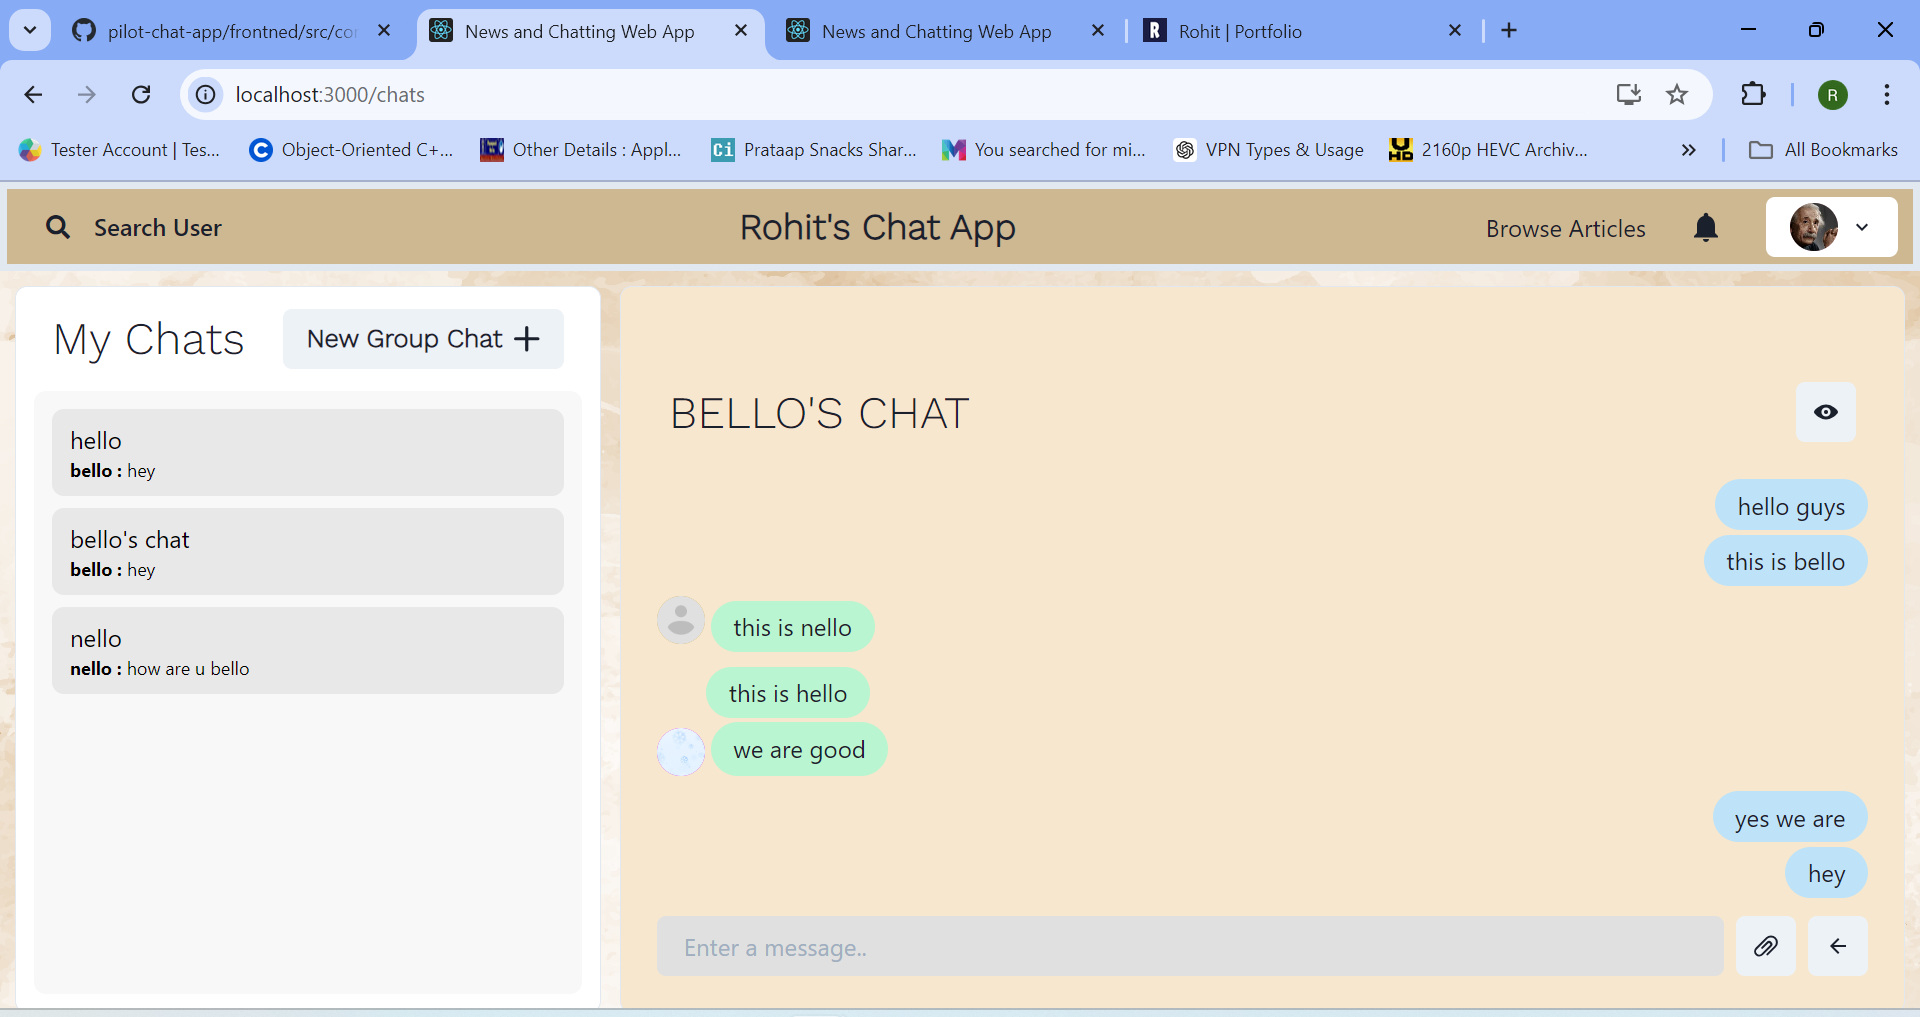 pilot-chat-app/frontned/src/cor
News and Chatting Web App
News and Chatting Web App
R
Rohit | Portfolio
localhost:3000/chats
R
Tester Account | Tes...
C
Object-Oriented C+...
Other Details : Appl...
Ci
Prataap Snacks Shar...
You searched for mi...
VPN Types & Usage
UHD
2160p HEVC Archiv...
»
All Bookmarks
Search User
Rohit's Chat App
Browse Articles
My Chats
New Group Chat +
hello
bello : hey
bello's chat
bello : hey
nello
nello : how are u bello
BELLO'S CHAT
hello guys
this is bello
this is nello
this is hello
we are good
yes we are
hey
Enter a message..